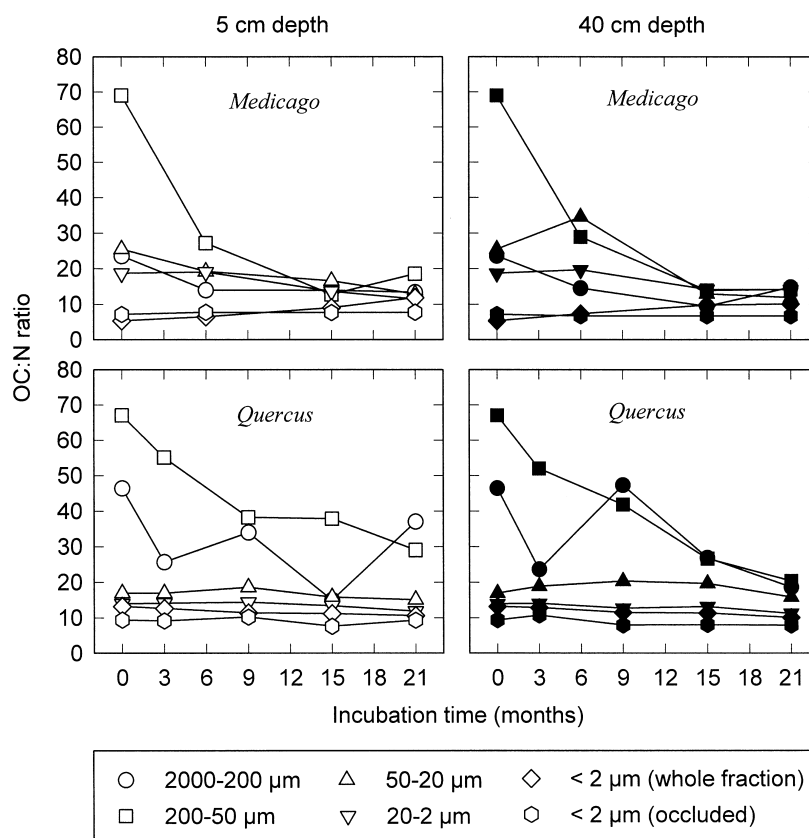 5 cm depth 40 cm depth
80
70
60
50
40
30
20
10
0
Medicago Medicago
80
70
60
50
40
30
20
10
0
Quercus Quercus
OC:N ratio
0 3 6 9 12 15 18 21 0 3 6 9 12 15 18 21
Incubation time (months)
2000-200 µm 50-20 µm < 2 µm (whole fraction)
200-50 µm 20-2 µm < 2 µm (occluded)